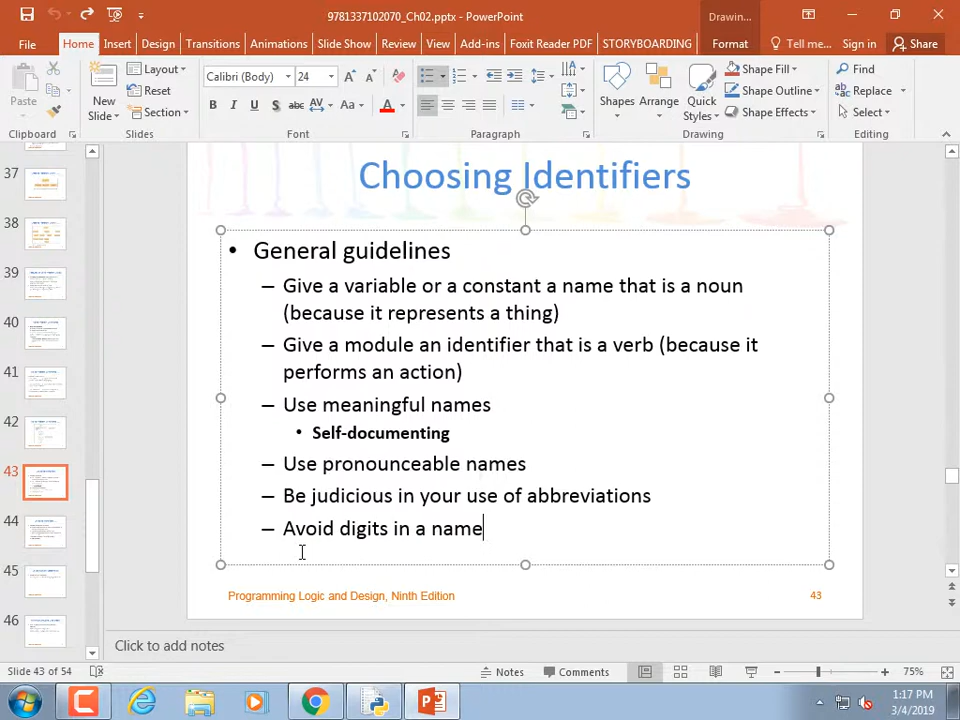 9781337102070_Ch02.pptx - PowerPoint
Drawin...
File Home Insert Design Transitions Animations Slide Show Review View Add-ins Foxit Reader PDF STORYBOARDING Format Tell me... Sign in Share
Paste
New Slide
Layout
Reset
Section
Calibri (Body) 24
B I U S abc AV Aa A
Shapes Arrange Quick Styles
Shape Fill
Shape Outline
Shape Effects
Find
Replace
Select
Clipboard Slides Font Paragraph Drawing Editing
37
38
39
40
41
42
43
44
45
46
Choosing Identifiers
• General guidelines
– Give a variable or a constant a name that is a noun
(because it represents a thing)
– Give a module an identifier that is a verb (because it
performs an action)
– Use meaningful names
• Self-documenting
– Use pronounceable names
– Be judicious in your use of abbreviations
– Avoid digits in a name
Programming Logic and Design, Ninth Edition 43
Click to add notes
Slide 43 of 54 Notes Comments 75%
1:17 PM
3/4/2019